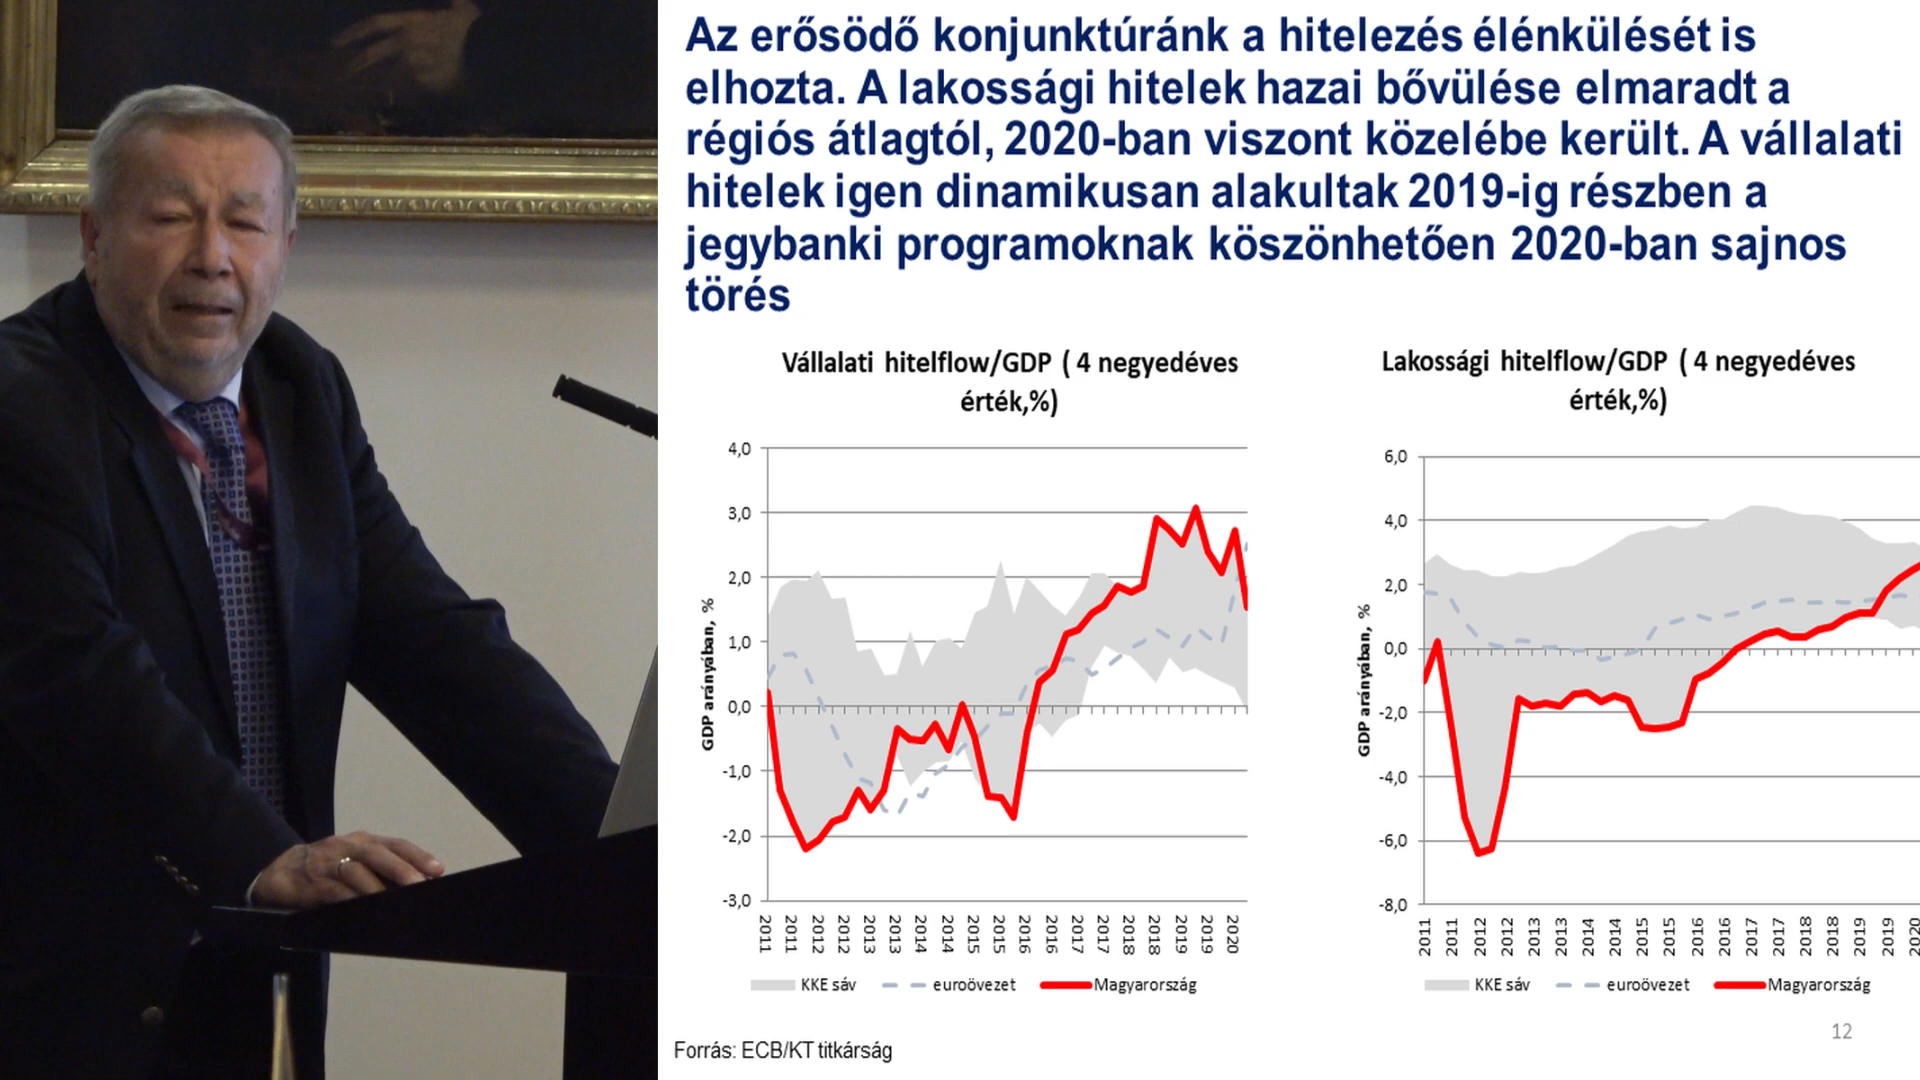 Az erősödő konjunktúránk a hitelezés élénkülését is
elhozta. A lakossági hitelek hazai bővülése elmaradt a
régiós átlagtól, 2020-ban viszont közelébe került. A vállalati
hitelek igen dinamikusan alakultak 2019-ig részben a
jegybanki programoknak köszönhetően 2020-ban sajnos
törés
Vállalati hitelflow/GDP ( 4 negyedéves
érték,%)
4,0
3,0
2,0
1,0
0,0
-1,0
-2,0
-3,0
GDP arányában, %
2011
2011
2012
2012
2013
2013
2014
2014
2015
2015
2016
2016
2017
2017
2018
2018
2019
2019
2020
KKE sáv
euroövezet
Magyarország
Lakossági hitelflow/GDP ( 4 negyedéves
érték,%)
6,0
4,0
2,0
0,0
-2,0
-4,0
-6,0
-8,0
GDP arányában, %
2011
2011
2012
2012
2013
2013
2014
2014
2015
2015
2016
2016
2017
2017
2018
2018
2019
2019
2020
KKE sáv
euroövezet
Magyarország
12
Forrás: ECB/KT titkárság